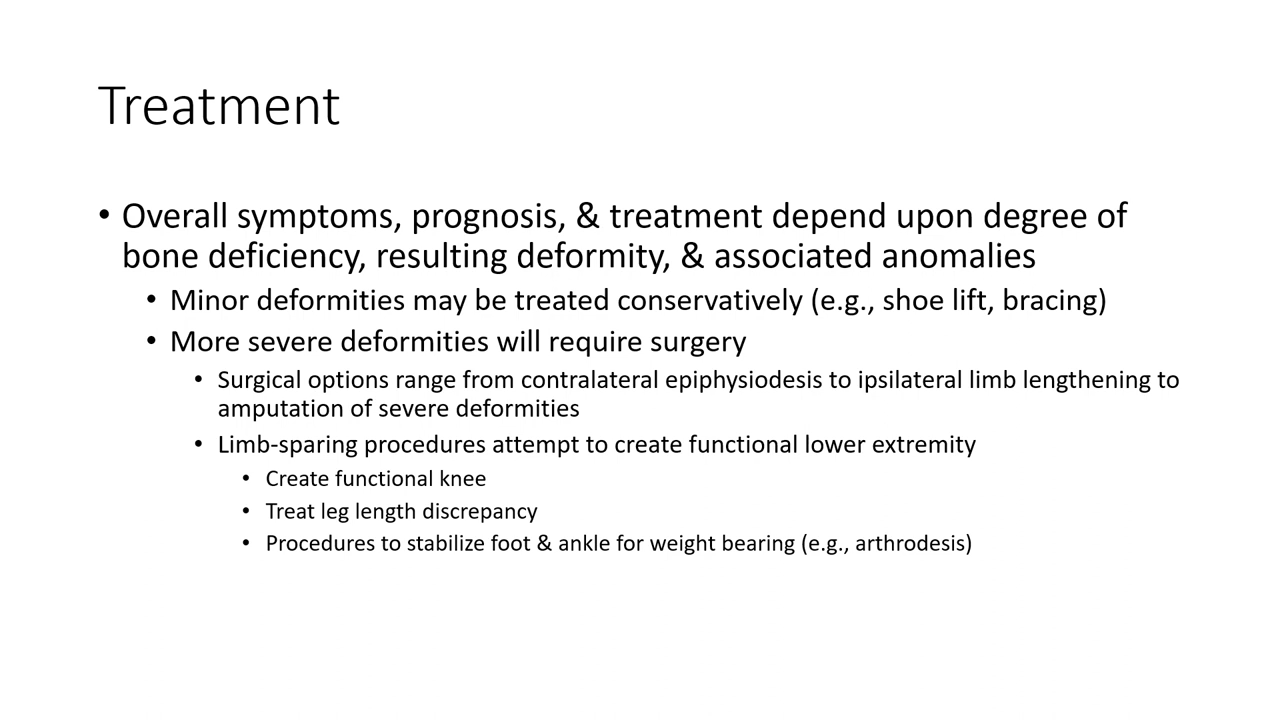 Treatment
• Overall symptoms, prognosis, & treatment depend upon degree of
bone deficiency, resulting deformity, & associated anomalies
• Minor deformities may be treated conservatively (e.g., shoe lift, bracing)
• More severe deformities will require surgery
• Surgical options range from contralateral epiphysiodesis to ipsilateral limb lengthening to
amputation of severe deformities
• Limb-sparing procedures attempt to create functional lower extremity
• Create functional knee
• Treat leg length discrepancy
• Procedures to stabilize foot & ankle for weight bearing (e.g., arthrodesis)